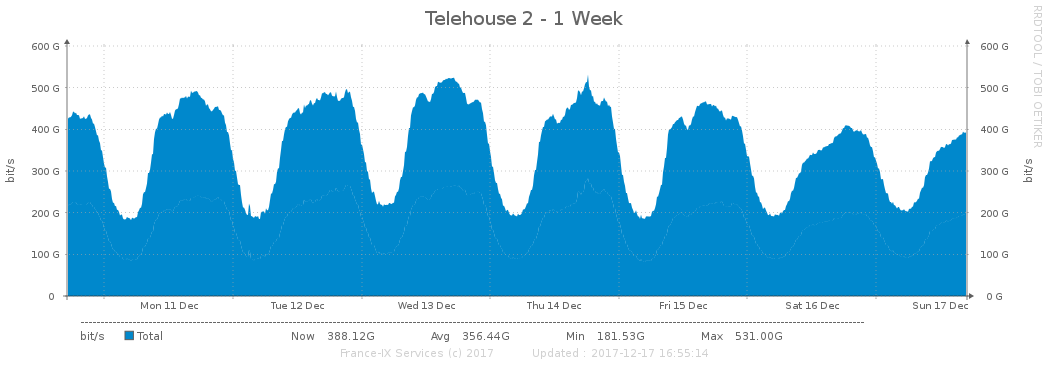 Telehouse 2 - 1 Week
RRDTOOL / TOBI OETIKER
600 G 600 G
500 G 500 G
400 G 400 G
300 G 300 G
200 G 200 G
100 G 100 G
0 0 G
bit/s bit/s
Mon 11 Dec Tue 12 Dec Wed 13 Dec Thu 14 Dec Fri 15 Dec Sat 16 Dec Sun 17 Dec
bit/s Total Now 388.12G Avg 356.44G Min 181.53G Max 531.00G
France-IX Services (c) 2017 Updated : 2017-12-17 16:55:14